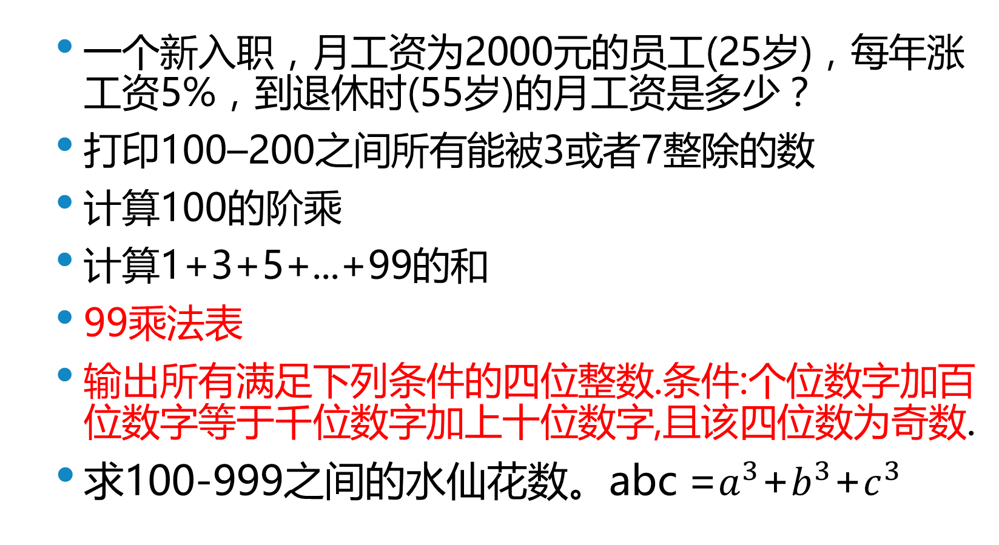 • 一个新入职，月工资为2000元的员工(25岁)，每年涨
工资5%，到退休时(55岁)的月工资是多少？
• 打印100–200之间所有能被3或者7整除的数
• 计算100的阶乘
• 计算1+3+5+...+99的和
• 99乘法表
• 输出所有满足下列条件的四位整数.条件:个位数字加百
位数字等于千位数字加上十位数字,且该四位数为奇数.
• 求100-999之间的水仙花数。abc =a³+b³+c³